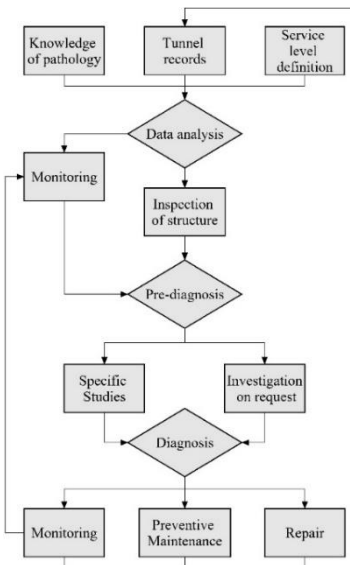 Knowledge
of pathology
Tunnel
records
Service
level
definition
Data analysis
Monitoring
Inspection
of structure
Pre-diagnosis
Specific
Studies
Investigation
on request
Diagnosis
Monitoring
Preventive
Maintenance
Repair